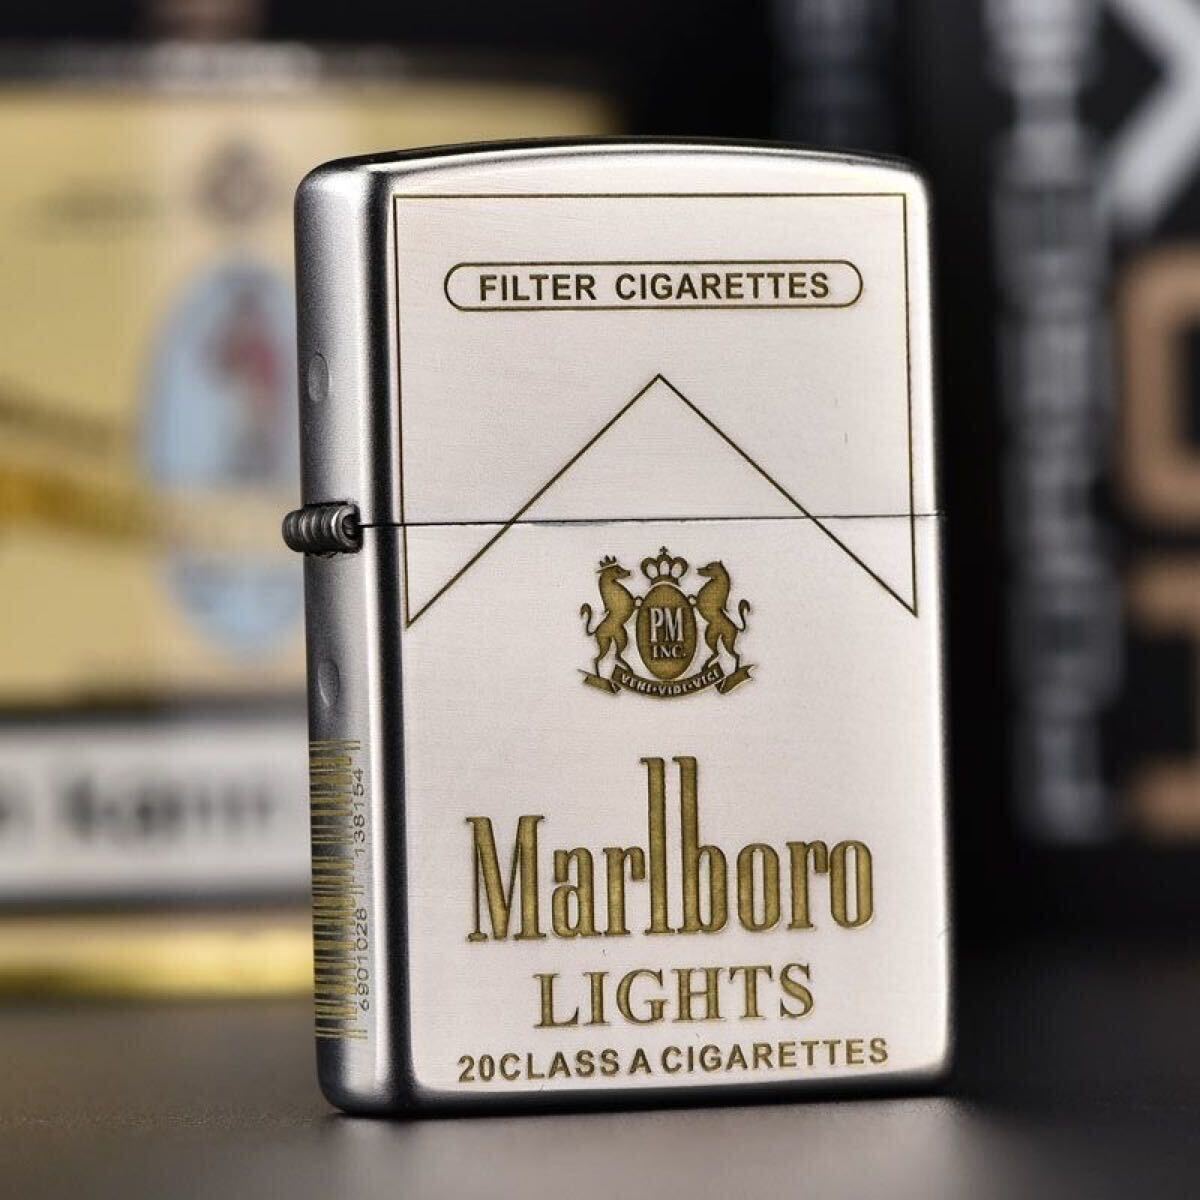 FILTER CIGARETTES
PM
INC.
VENI·VIDI·VICI
Marlboro
LIGHTS
20CLASS A CIGARETTES
6901028 138154